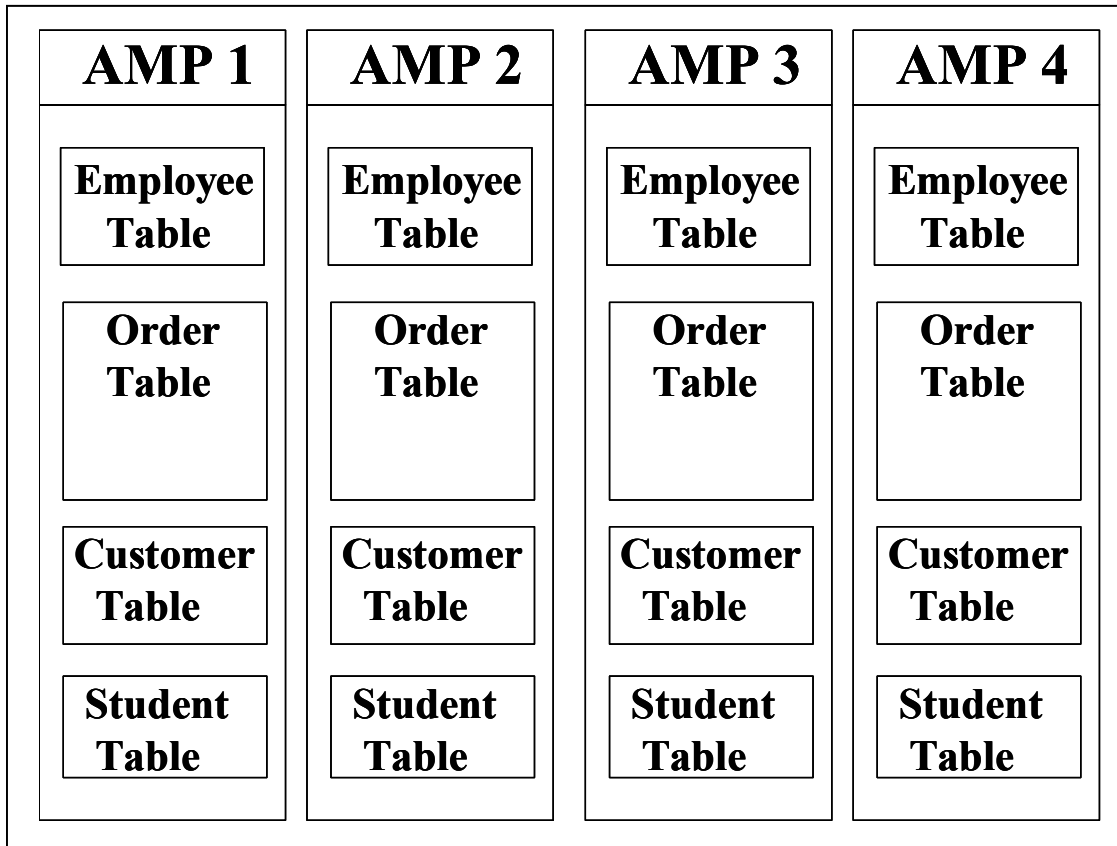 AMP 1
Employee
Table
Order
Table
Customer
Table
Student
Table
AMP 2
Employee
Table
Order
Table
Customer
Table
Student
Table
AMP 3
Employee
Table
Order
Table
Customer
Table
Student
Table
AMP 4
Employee
Table
Order
Table
Customer
Table
Student
Table